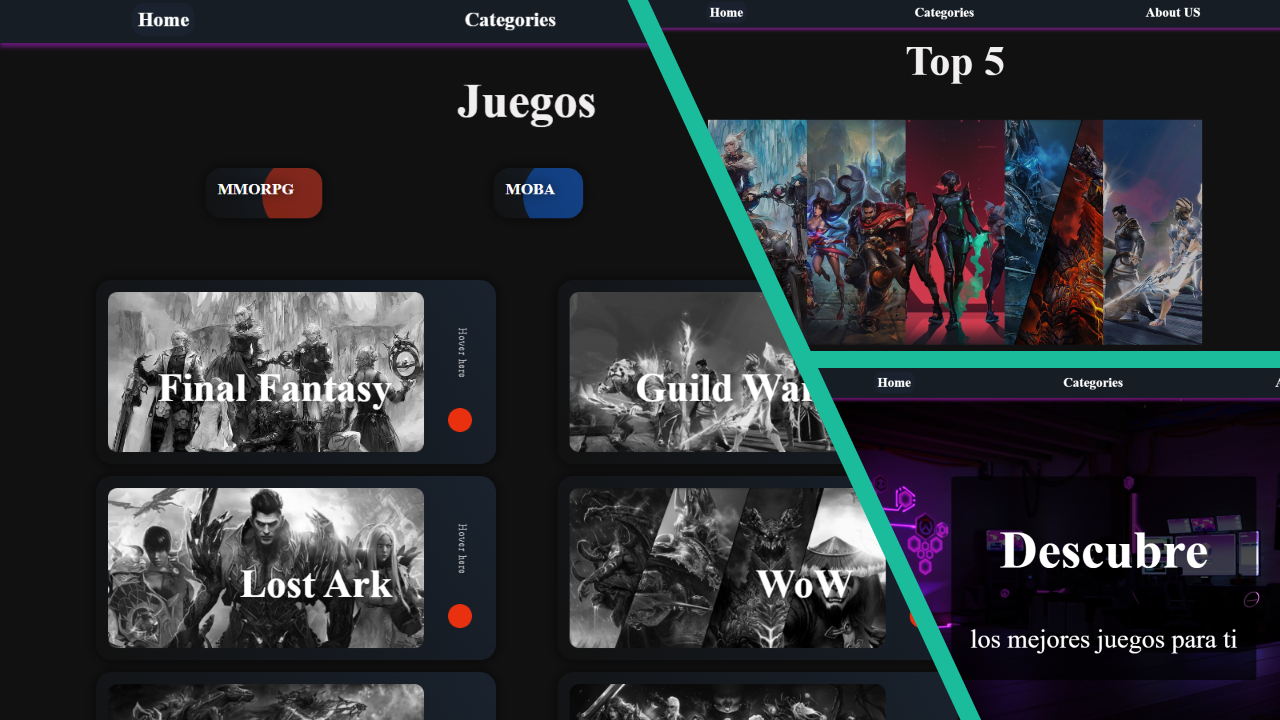 Home
Categories
Juegos
MMORPG
MOBA
Final Fantasy
Hover here
Guild War
Lost Ark
Hover here
WoW
Home
Categories
About US
Top 5
Home
Categories
Descubre
los mejores juegos para ti